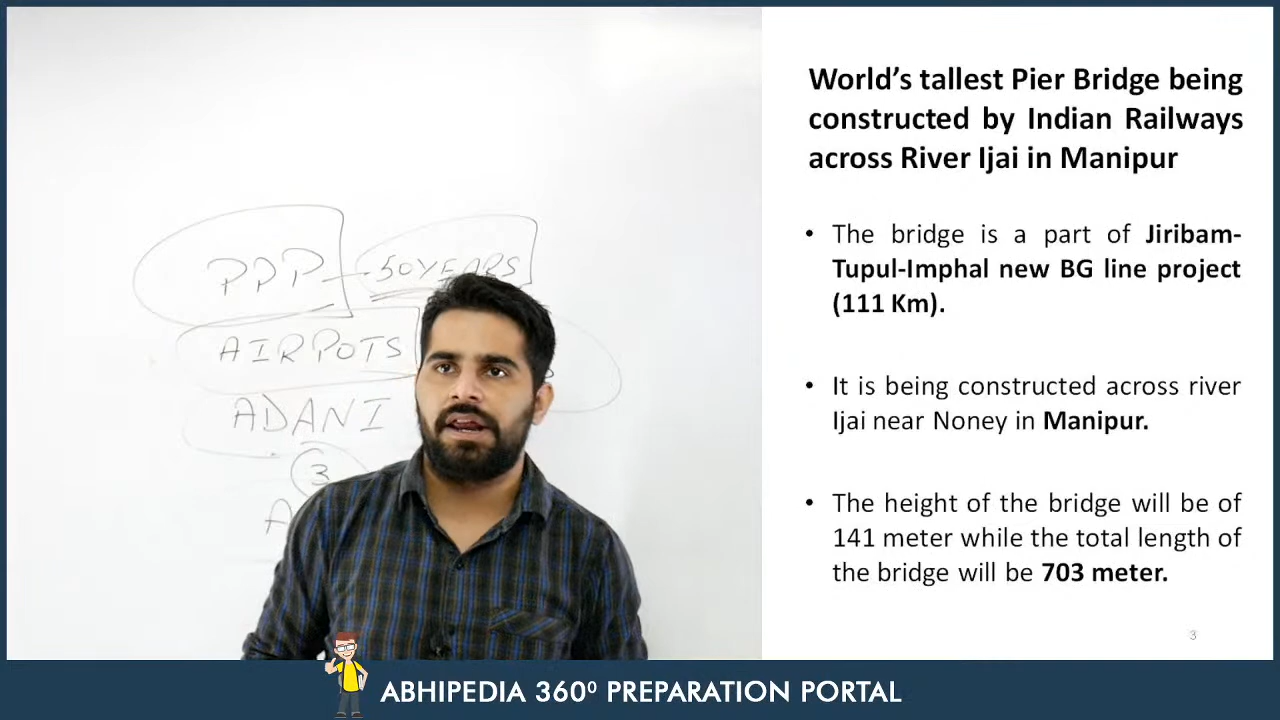 PPP - 50 YEARS
AIRPOTS
ADANI
3
A
World's tallest Pier Bridge being
constructed by Indian Railways
across River Ijai in Manipur
• The bridge is a part of Jiribam-
Tupul-Imphal new BG line project
(111 Km).
• It is being constructed across river
Ijai near Noney in Manipur.
• The height of the bridge will be of
141 meter while the total length of
the bridge will be 703 meter.
3
ABHIPEDIA 360⁰ PREPARATION PORTAL